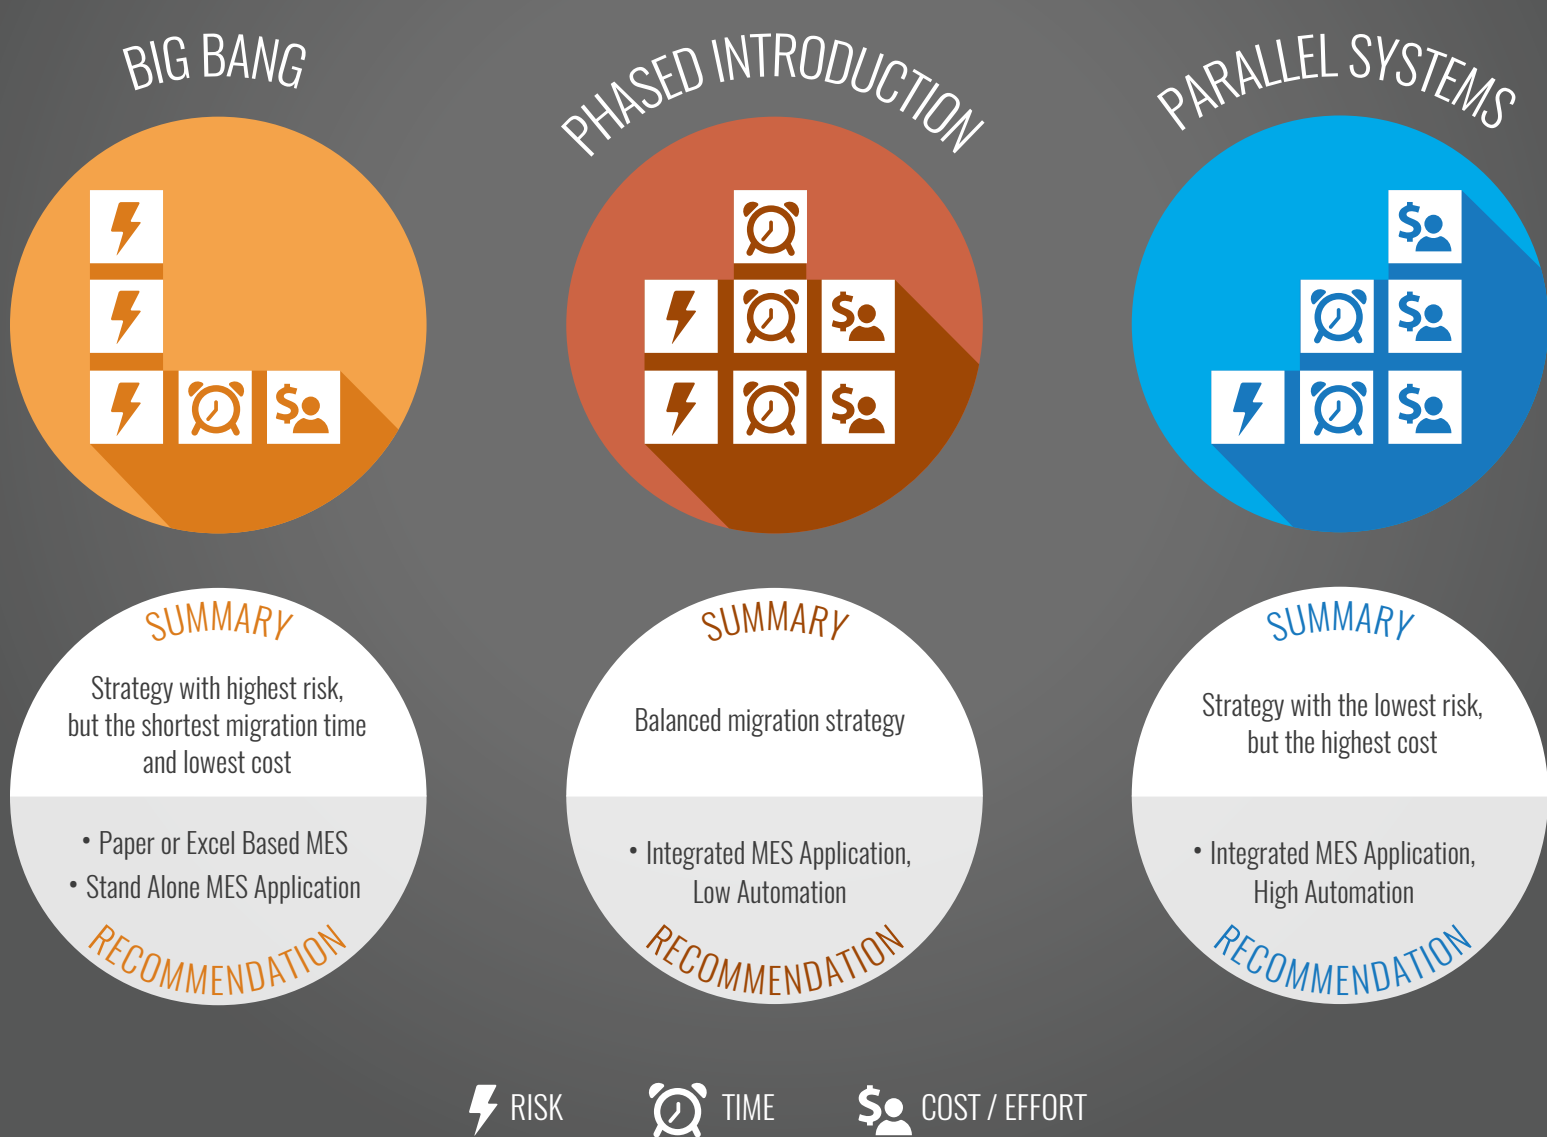 BIG BANG
PHASED INTRODUCTION
PARALLEL SYSTEMS
SUMMARY
Strategy with highest risk,
but the shortest migration time
and lowest cost
• Paper or Excel Based MES
• Stand Alone MES Application
RECOMMENDATION
SUMMARY
Balanced migration strategy
• Integrated MES Application,
Low Automation
RECOMMENDATION
SUMMARY
Strategy with the lowest risk,
but the highest cost
• Integrated MES Application,
High Automation
RECOMMENDATION
RISK
TIME
COST / EFFORT